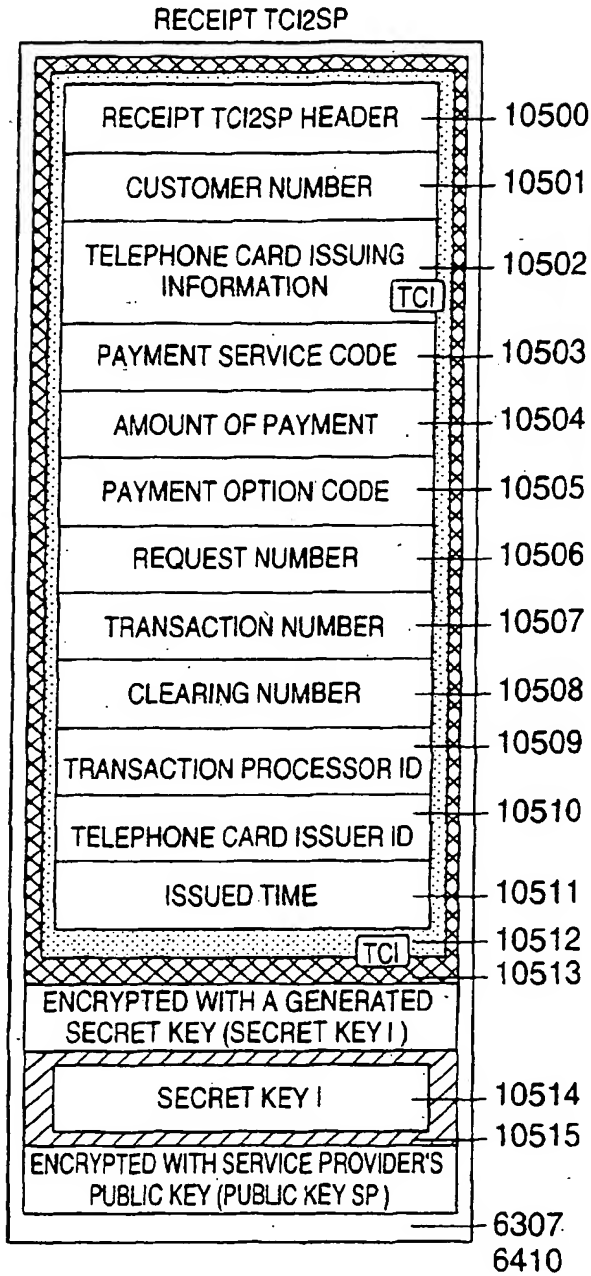 RECEIPT TCI2SP
RECEIPT TCI2SP HEADER 10500
CUSTOMER NUMBER 10501
TELEPHONE CARD ISSUING 10502
INFORMATION
TCI
PAYMENT SERVICE CODE 10503
AMOUNT OF PAYMENT 10504
PAYMENT OPTION CODE 10505
REQUEST NUMBER 10506
TRANSACTION NUMBER 10507
CLEARING NUMBER 10508
10509
TRANSACTION PROCESSOR ID
10510
TELEPHONE CARD ISSUER ID
ISSUED TIME 10511
10512
TCI
10513
ENCRYPTED WITH A GENERATED
SECRET KEY (SECRET KEY I)
SECRET KEY I 10514
10515
ENCRYPTED WITH SERVICE PROVIDER'S
PUBLIC KEY (PUBLIC KEY SP)
6307
6410